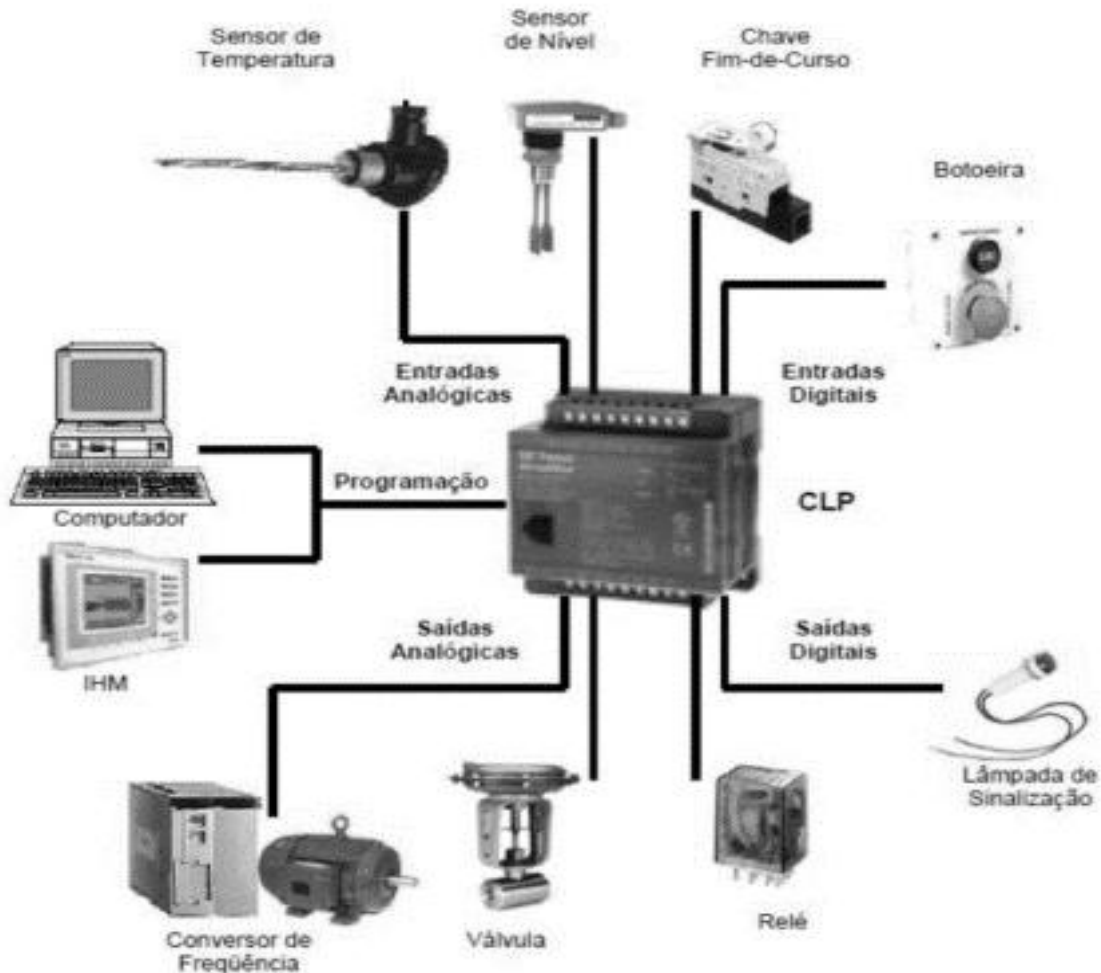 Sensor de
Temperatura
Sensor
de Nível
Chave
Fim-de-Curso
Botoeira
Entradas
Analógicas
Entradas
Digitais
Computador
Programação
CLP
IHM
Saídas
Analógicas
Saídas
Digitais
Conversor de
Freqüência
Válvula
Relé
Lâmpada de
Sinalização